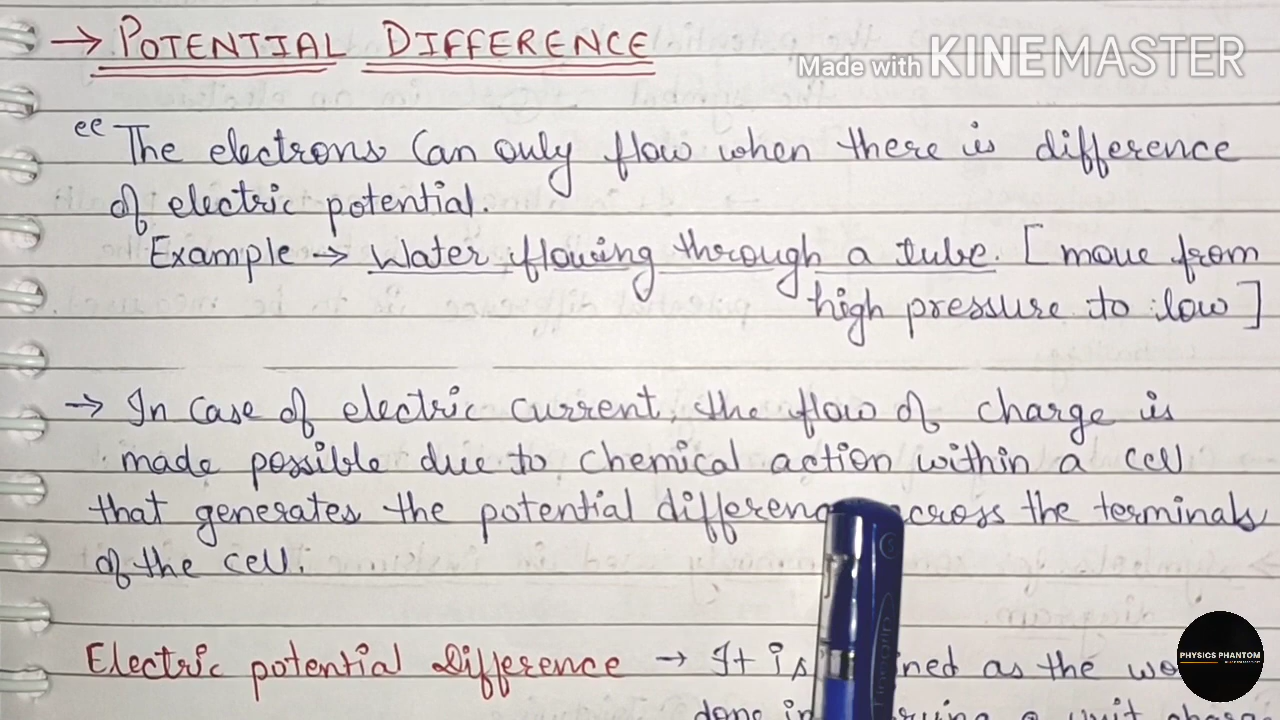 → POTENTIAL DIFFERENCE
Made with KINEMASTER
" The electrons can only flow when there is difference
of electric potential.
Example → Water flowing through a tube. [ move from
high pressure to low ]
→ In case of electric current, the flow of charge is
made possible due to chemical action within a cell
that generates the potential across the terminals
of the cell.
Electric potential Difference → It is as the
done in a unit
PHYSICS PHANTOM